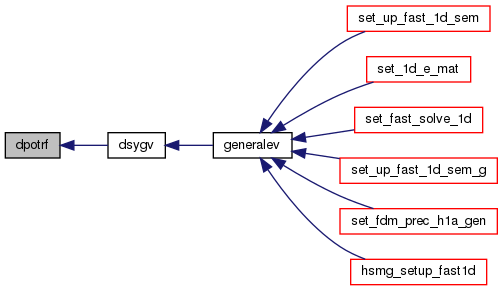 set_up_fast_1d_sem
set_1d_e_mat
set_fast_solve_1d
dpotrf
dsygv
generalev
set_up_fast_1d_sem_g
set_fdm_prec_h1a_gen
hsmg_setup_fast1d